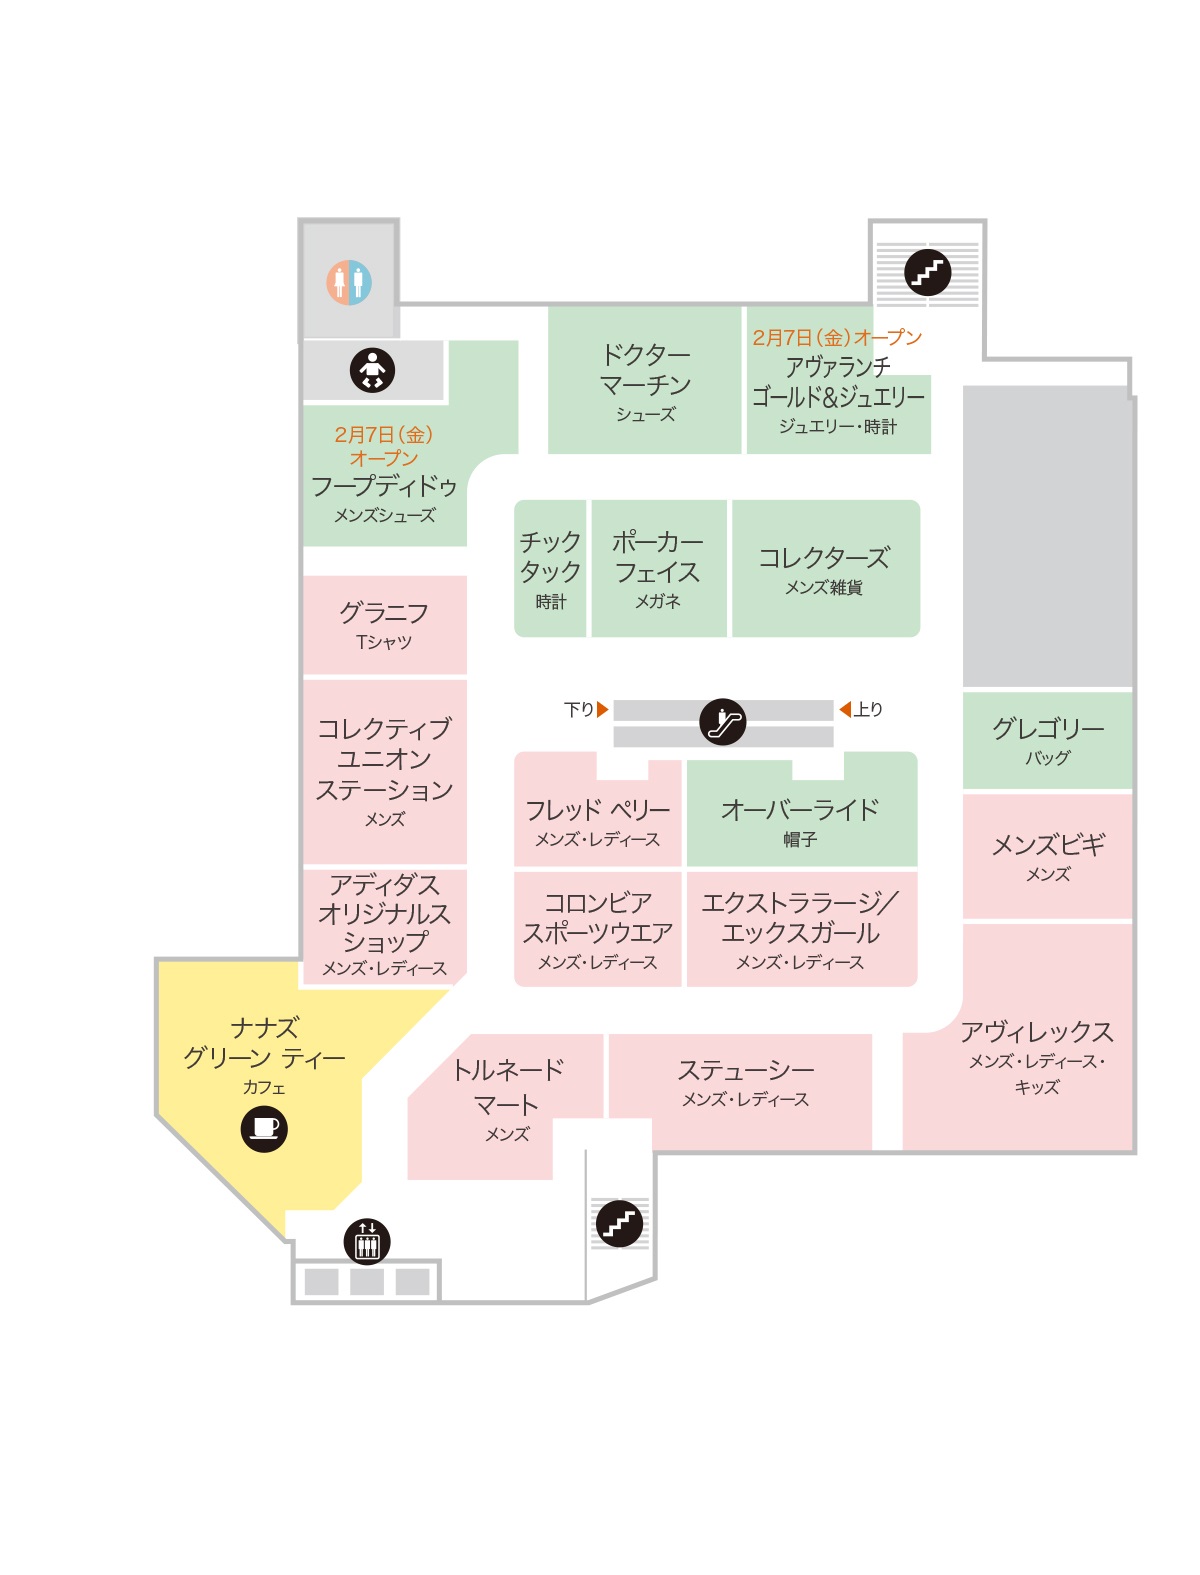 ドクター
マーチン
シューズ
2月7日（金）オープン
アヴァランチ
ゴールド&ジュエリー
ジュエリー・時計
2月7日（金）
オープン
フープディドゥ
メンズシューズ
チック
タック
時計
ポーカー
フェイス
メガネ
コレクターズ
メンズ雑貨
グラニフ
Tシャツ
下り
上り
コレクティブ
ユニオン
ステーション
メンズ
グレゴリー
バッグ
フレッド ペリー
メンズ・レディース
オーバーライド
帽子
メンズビギ
メンズ
アディダス
オリジナルス
ショップ
メンズ・レディース
コロンビア
スポーツウエア
メンズ・レディース
エクストララージ／
エックスガール
メンズ・レディース
ナナズ
グリーン ティー
カフェ
トルネード
マート
メンズ
ステューシー
メンズ・レディース
アヴィレックス
メンズ・レディース・
キッズ